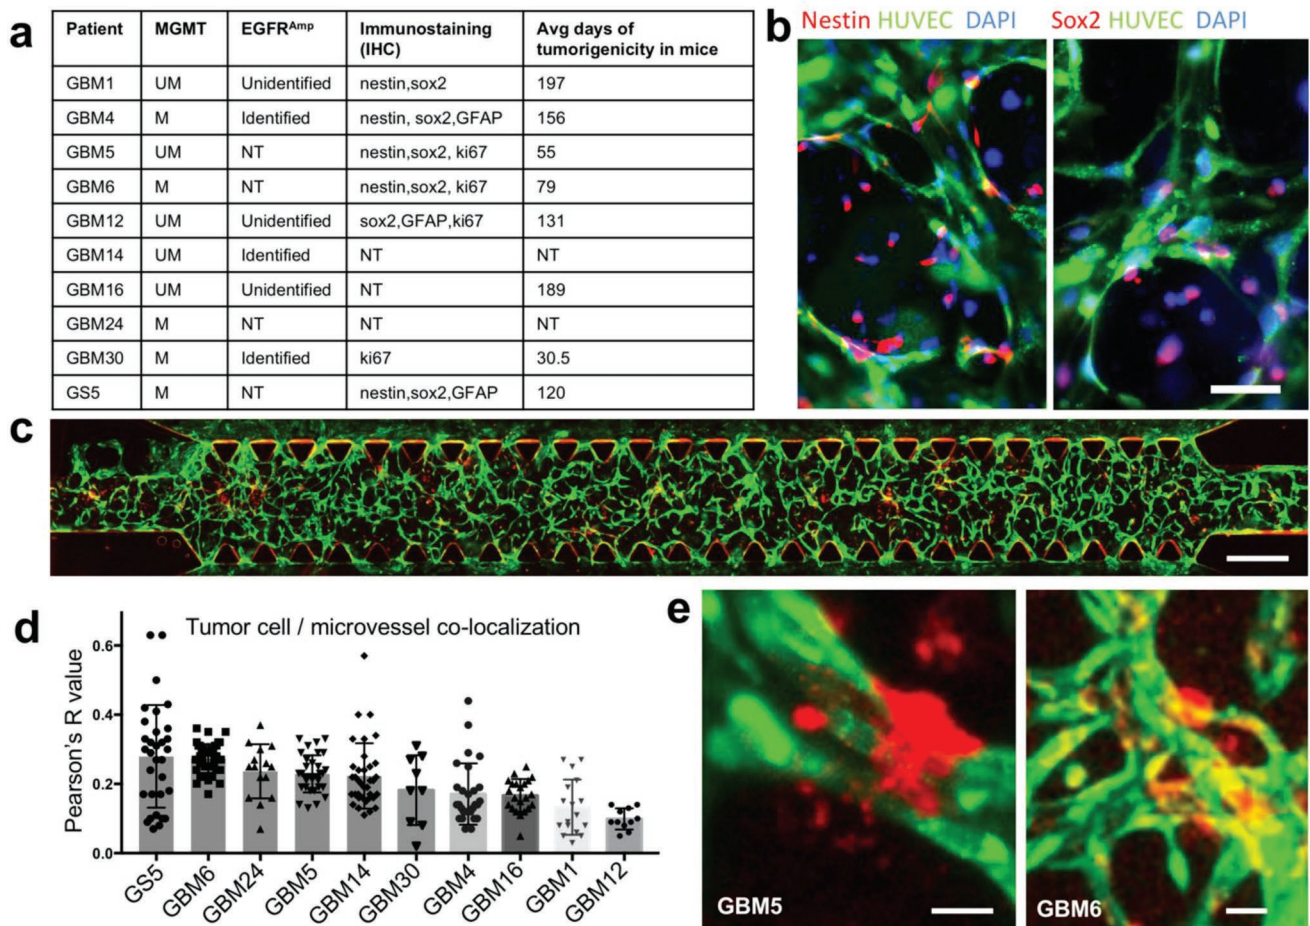 a
Patient MGMT EGFRAmp Immunostaining (IHC) Avg days of tumorigenicity in mice
GBM1 UM Unidentified nestin,sox2 197
GBM4 M Identified nestin, sox2,GFAP 156
GBM5 UM NT nestin,sox2, ki67 55
GBM6 M NT nestin,sox2, ki67 79
GBM12 UM Unidentified sox2,GFAP,ki67 131
GBM14 UM Identified NT NT
GBM16 UM Unidentified NT 189
GBM24 M NT NT NT
GBM30 M Identified ki67 30.5
GS5 M NT nestin,sox2,GFAP 120
b
Nestin HUVEC DAPI
Sox2 HUVEC DAPI
c
d
Tumor cell / microvessel co-localization
Pearson's R value
0.6
0.4
0.2
0.0
GS5 GBM6 GBM24 GBM5 GBM14 GBM30 GBM4 GBM16 GBM1 GBM12
e
GBM5
GBM6